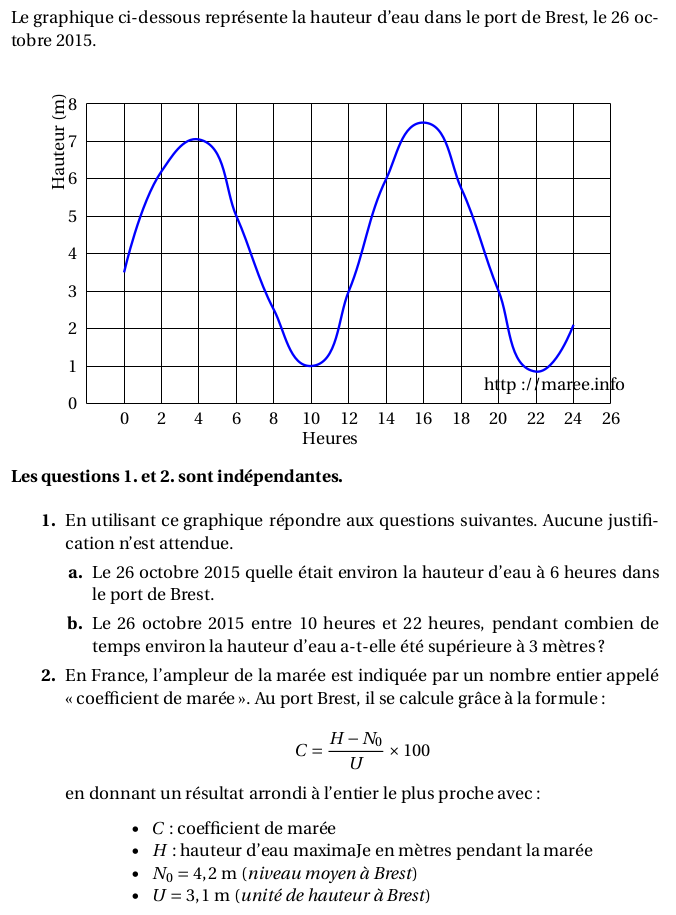 Le graphique ci-dessous représente la hauteur d'eau dans le port de Brest, le 26 oc-
tobre 2015.
Hauteur (m)
8
7
6
5
4
3
2
1
0
http ://maree.info
0 2 4 6 8 10 12 14 16 18 20 22 24 26
Heures
Les questions 1. et 2. sont indépendantes.
1. En utilisant ce graphique répondre aux questions suivantes. Aucune justifi-
cation n'est attendue.
a. Le 26 octobre 2015 quelle était environ la hauteur d'eau à 6 heures dans
le port de Brest.
b. Le 26 octobre 2015 entre 10 heures et 22 heures, pendant combien de
temps environ la hauteur d'eau a-t-elle été supérieure à 3 mètres ?
2. En France, l'ampleur de la marée est indiquée par un nombre entier appelé
« coefficient de marée ». Au port Brest, il se calcule grâce à la formule :
C = (H − N₀)/U × 100
en donnant un résultat arrondi à l'entier le plus proche avec :
• C : coefficient de marée
• H : hauteur d'eau maximaJe en mètres pendant la marée
• N₀ = 4,2 m (niveau moyen à Brest)
• U = 3,1 m (unité de hauteur à Brest)